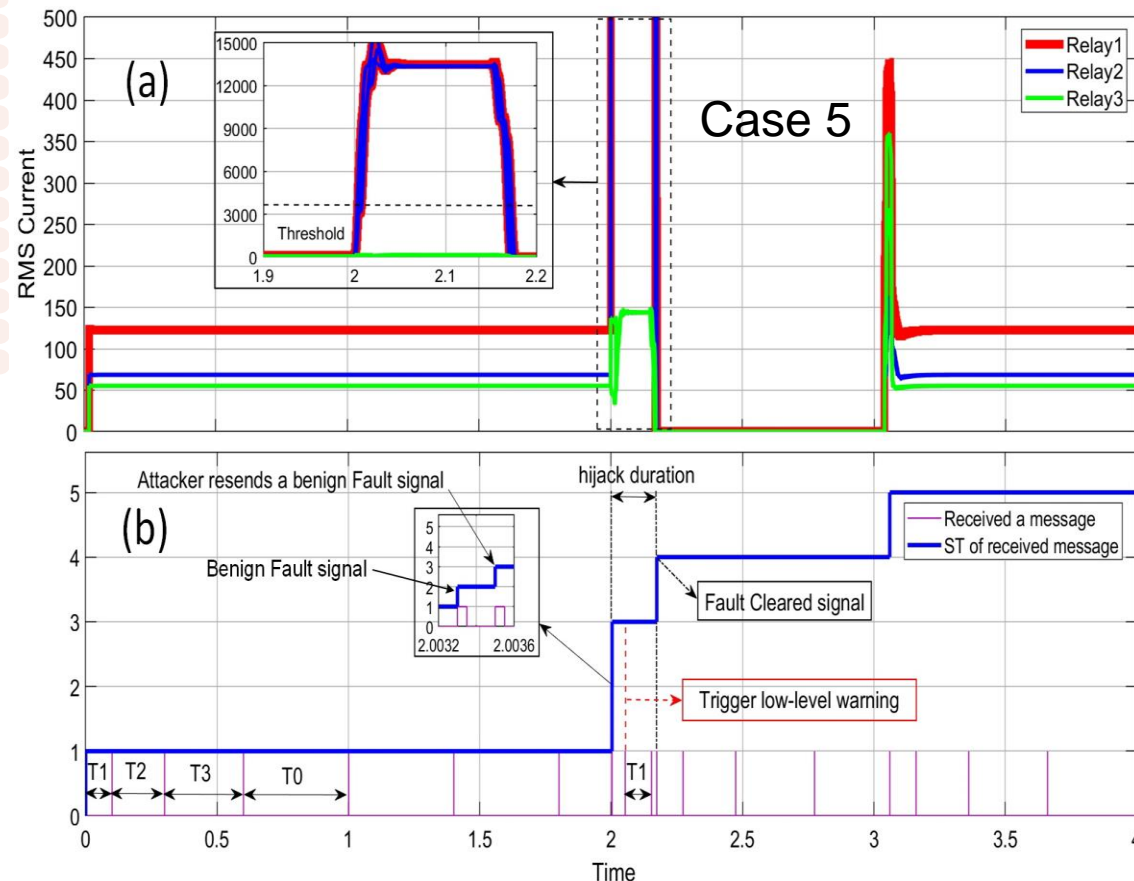 (a)
Case 5
Relay1
Relay2
Relay3
RMS Current
500
450
400
350
300
250
200
150
100
50
0
15000
12000
9000
6000
3000
0
Threshold
1.9
2
2.1
2.2
(b)
Attacker resends a benign Fault signal
hijack duration
Benign Fault signal
5
4
3
2
1
0
2.0032
2.0036
Received a message
ST of received message
Fault Cleared signal
Trigger low-level warning
5
4
3
2
1
0
T1
T2
T3
T0
T1
0
0.5
1
1.5
2
2.5
3
3.5
4
Time